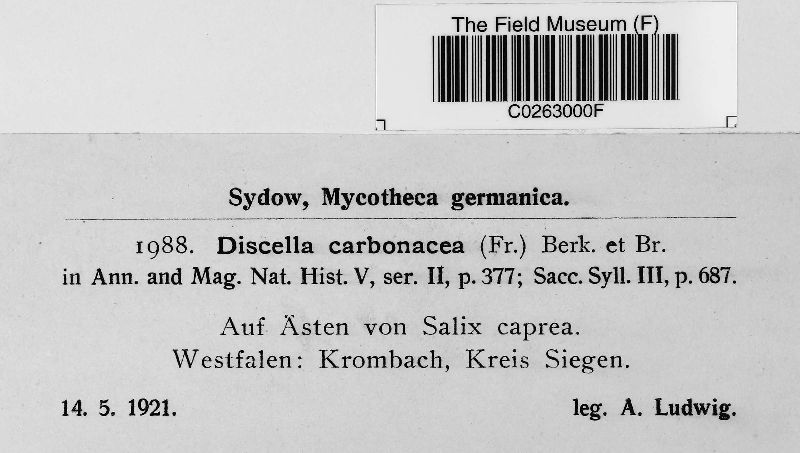 The Field Museum (F)
C0263000F
Sydow, Mycotheca germanica.
1988. Discella carbonacea (Fr.) Berk. et Br.
in Ann. and Mag. Nat. Hist. V, ser. II, p. 377; Sacc. Syll. III, p. 687.
Auf Ästen von Salix caprea.
Westfalen: Krombach, Kreis Siegen.
14. 5. 1921. leg. A. Ludwig.